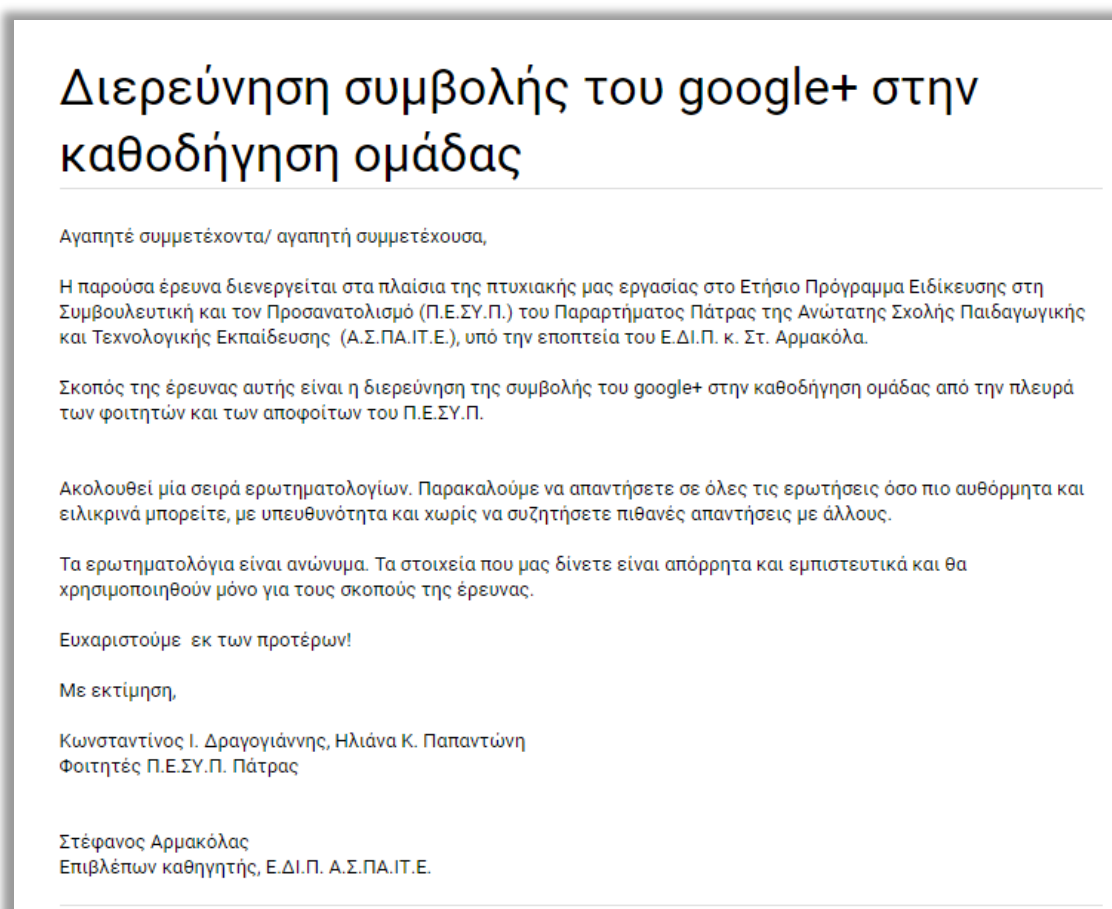 Διερεύνηση συμβολής του google+ στην
καθοδήγηση ομάδας
Αγαπητέ συμμετέχοντα/ αγαπητή συμμετέχουσα,
Η παρούσα έρευνα διενεργείται στα πλαίσια της πτυχιακής μας εργασίας στο Ετήσιο Πρόγραμμα Ειδίκευσης στη
Συμβουλευτική και τον Προσανατολισμό (Π.Ε.ΣΥ.Π.) του Παραρτήματος Πάτρας της Ανώτατης Σχολής Παιδαγωγικής
και Τεχνολογικής Εκπαίδευσης (Α.Σ.ΠΑ.ΙΤ.Ε.), υπό την εποπτεία του Ε.ΔΙ.Π. κ. Στ. Αρμακόλα.
Σκοπός της έρευνας αυτής είναι η διερεύνηση της συμβολής του google+ στην καθοδήγηση ομάδας από την πλευρά
των φοιτητών και των αποφοίτων του Π.Ε.ΣΥ.Π.
Ακολουθεί μία σειρά ερωτηματολογίων. Παρακαλούμε να απαντήσετε σε όλες τις ερωτήσεις όσο πιο αυθόρμητα και
ειλικρινά μπορείτε, με υπευθυνότητα και χωρίς να συζητήσετε πιθανές απαντήσεις με άλλους.
Τα ερωτηματολόγια είναι ανώνυμα. Τα στοιχεία που μας δίνετε είναι απόρρητα και εμπιστευτικά και θα
χρησιμοποιηθούν μόνο για τους σκοπούς της έρευνας.
Ευχαριστούμε εκ των προτέρων!
Με εκτίμηση,
Κωνσταντίνος Ι. Δραγογιάννης, Ηλιάνα Κ. Παπαντώνη
Φοιτητές Π.Ε.ΣΥ.Π. Πάτρας
Στέφανος Αρμακόλας
Επιβλέπων καθηγητής, Ε.ΔΙ.Π. Α.Σ.ΠΑ.ΙΤ.Ε.